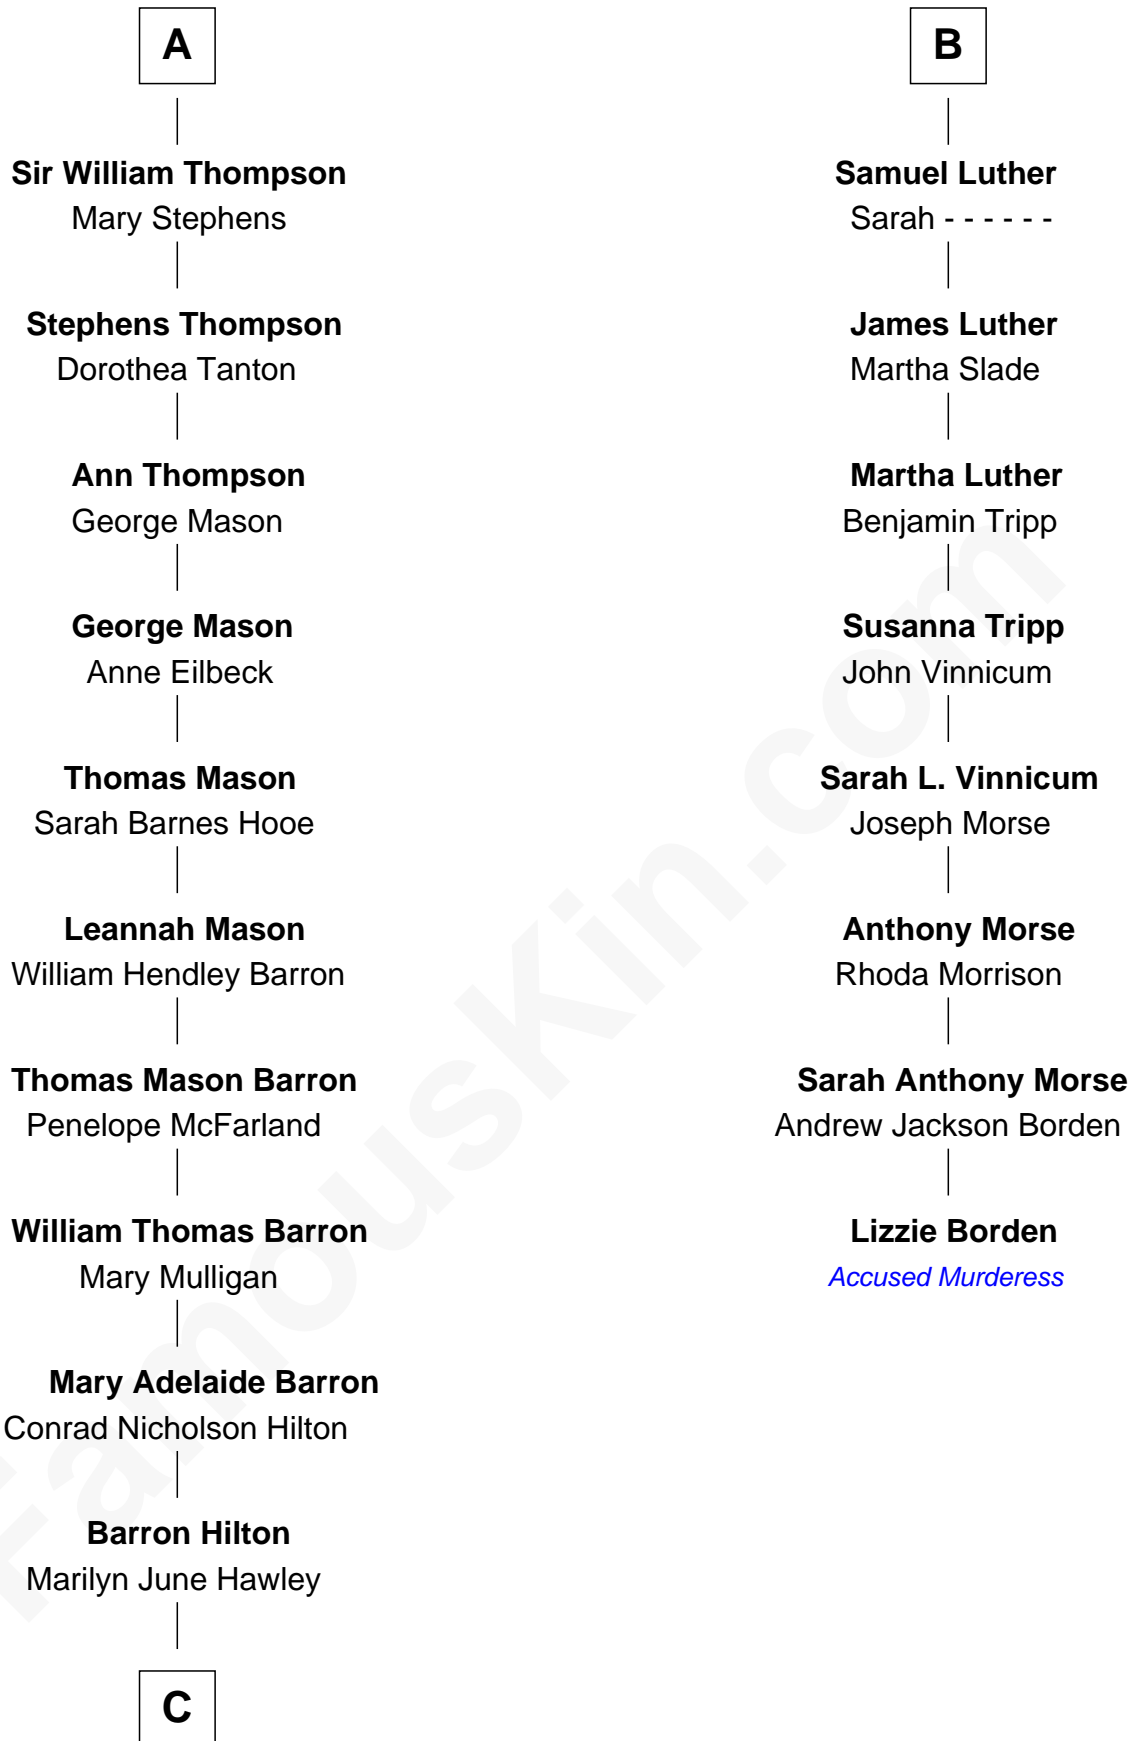 A
Sir William Thompson
Mary Stephens
Stephens Thompson
Dorothea Tanton
Ann Thompson
George Mason
George Mason
Anne Eilbeck
Thomas Mason
Sarah Barnes Hooe
Leannah Mason
William Hendley Barron
Thomas Mason Barron
Penelope McFarland
William Thomas Barron
Mary Mulligan
Mary Adelaide Barron
Conrad Nicholson Hilton
Barron Hilton
Marilyn June Hawley
C
B
Samuel Luther
Sarah - - - - - -
James Luther
Martha Slade
Martha Luther
Benjamin Tripp
Susanna Tripp
John Vinnicum
Sarah L. Vinnicum
Joseph Morse
Anthony Morse
Rhoda Morrison
Sarah Anthony Morse
Andrew Jackson Borden
Lizzie Borden
Accused Murderess
FamousKin.com